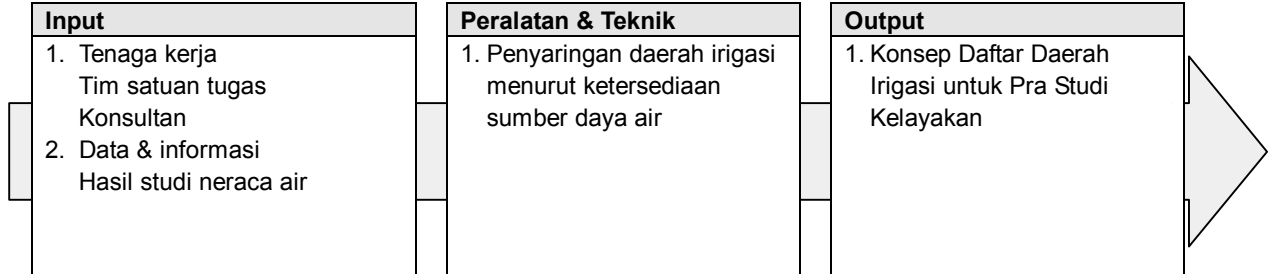 Input
1. Tenaga kerja
Tim satuan tugas
Konsultan
2. Data & informasi
Hasil studi neraca air
Peralatan & Teknik
1. Penyaringan daerah irigasi
menurut ketersediaan
sumber daya air
Output
1. Konsep Daftar Daerah
Irigasi untuk Pra Studi
Kelayakan